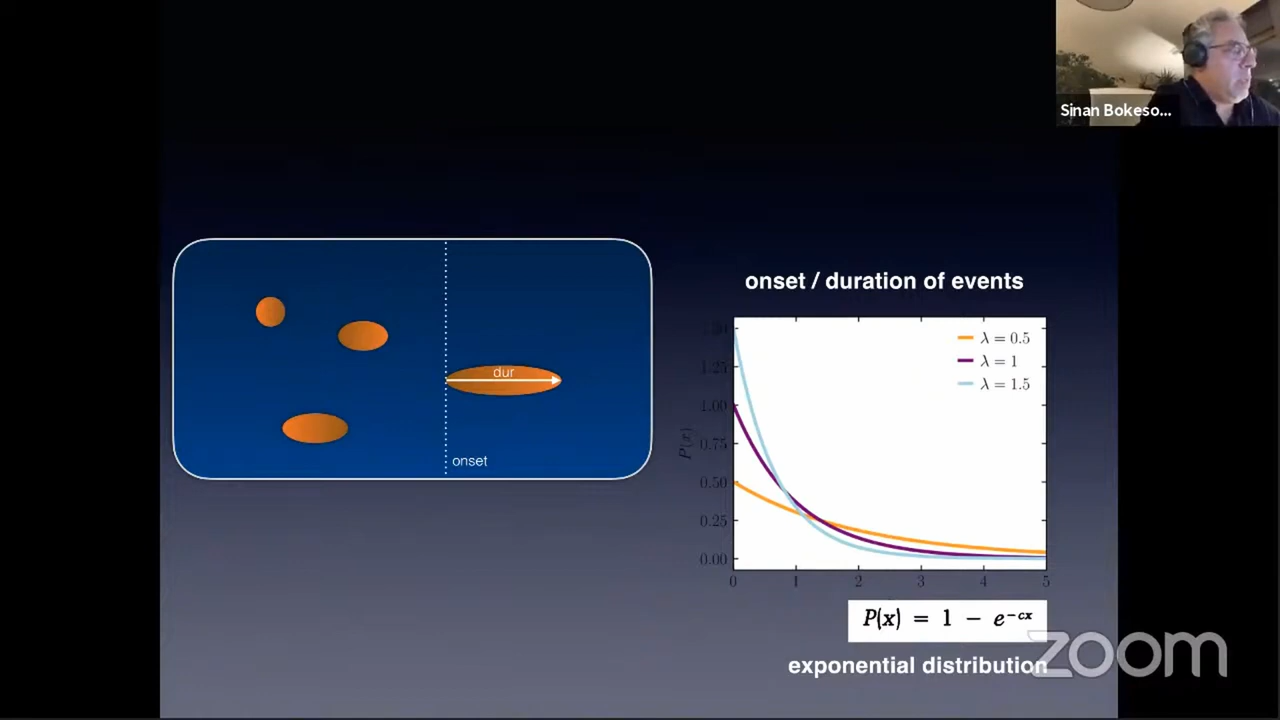 Sinan Bokeso...
onset / duration of events
dur
onset
λ = 0.5
λ = 1
λ = 1.5
P(x)
1.50
1.25
1.00
0.75
0.50
0.25
0.00
0 1 2 3 4 5
P(x) = 1 − e^−cx
exponential distribution
zoom